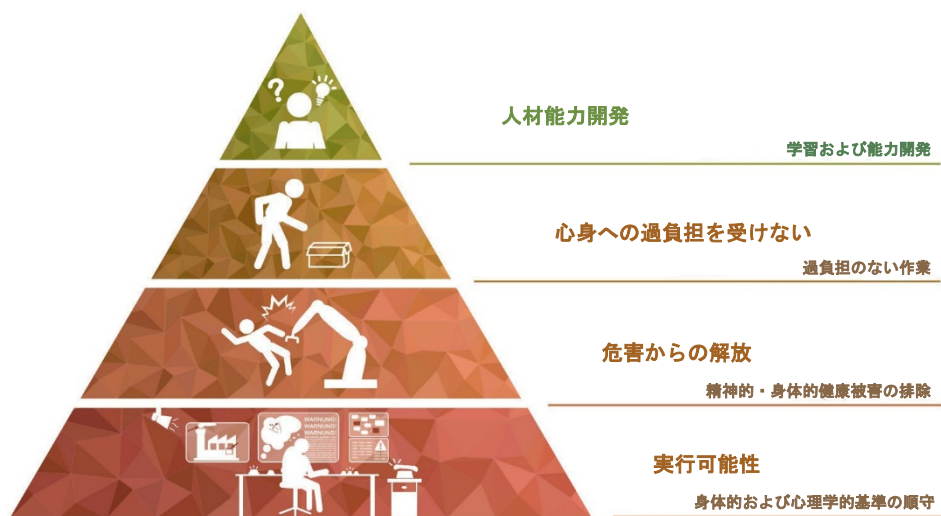 人材能力開発
学習および能力開発
心身への過負担を受けない
過負担のない作業
危害からの解放
精神的・身体的健康被害の排除
WARNUNG!
WARNUNG!
WARNUNG!
実行可能性
身体的および心理学的基準の順守